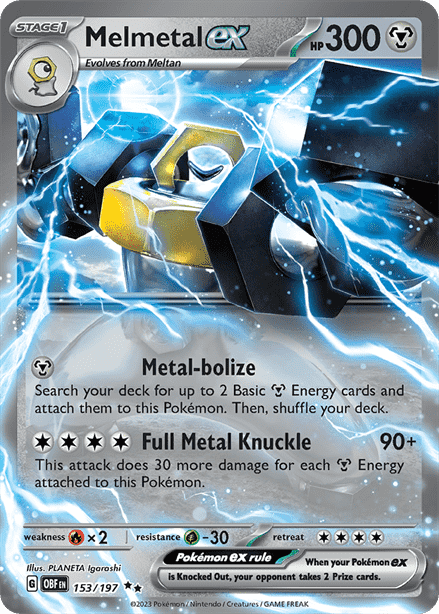 STAGE1 Melmetal ex HP 300
Evolves from Meltan
Metal-bolize
Search your deck for up to 2 Basic Energy cards and
attach them to this Pokémon. Then, shuffle your deck.
Full Metal Knuckle 90+
This attack does 30 more damage for each Energy
attached to this Pokémon.
weakness ×2 resistance -30 retreat
Illus. PLANETA Igarashi
Pokémon ex rule When your Pokémon ex
is Knocked Out, your opponent takes 2 Prize cards.
G OBF EN 153/197
©2023 Pokémon / Nintendo / Creatures / GAME FREAK